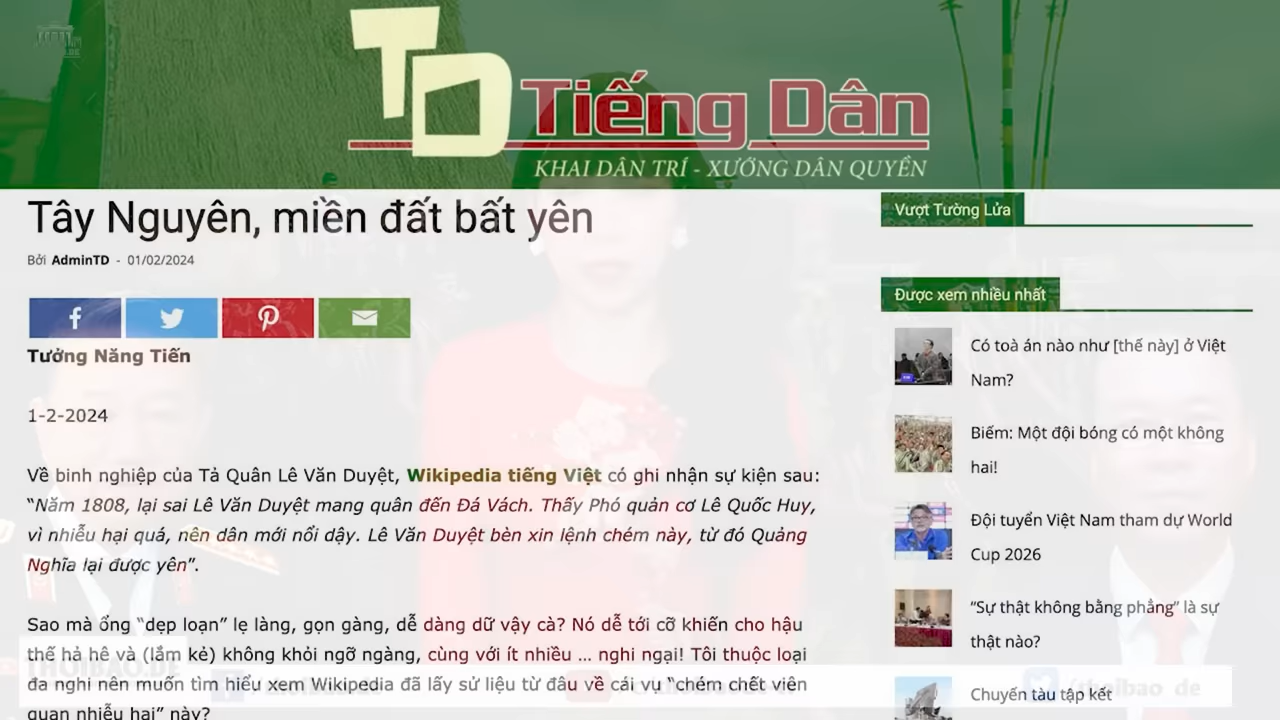 TD Tiếng Dân
KHAI DÂN TRÍ - XƯỚNG DÂN QUYỀN
Tây Nguyên, miền đất bất yên
Bởi AdminTD - 01/02/2024
Tưởng Năng Tiến
1-2-2024
Về binh nghiệp của Tả Quân Lê Văn Duyệt, Wikipedia tiếng Việt có ghi nhận sự kiện sau:
“Năm 1808, lại sai Lê Văn Duyệt mang quân đến Đá Vách. Thấy Phó quản cơ Lê Quốc Huy,
vì nhiễu hại quá, nên dân mới nổi dậy. Lê Văn Duyệt bèn xin lệnh chém này, từ đó Quảng
Nghĩa lại được yên”.
Sao mà ổng “dẹp loạn” lẹ làng, gọn gàng, dễ dàng dữ vậy cà? Nó dễ tới cỡ khiến cho hậu
thế hả hê và (lắm kẻ) không khỏi ngỡ ngàng, cùng với ít nhiều … nghi ngại! Tôi thuộc loại
đa nghi nên muốn tìm hiểu xem Wikipedia đã lấy sử liệu từ đâu về cái vụ “chém chết viên
quan nhiễu hại” này?
Vượt Tường Lửa
Được xem nhiều nhất
Có toà án nào như [thế này] ở Việt
Nam?
Biếm: Một đội bóng có một không
hai!
Đội tuyển Việt Nam tham dự World
Cup 2026
“Sự thật không bằng phẳng” là sự
thật nào?
Chuyến tàu tập kết
THOIBAO.DE
/thoibao_de